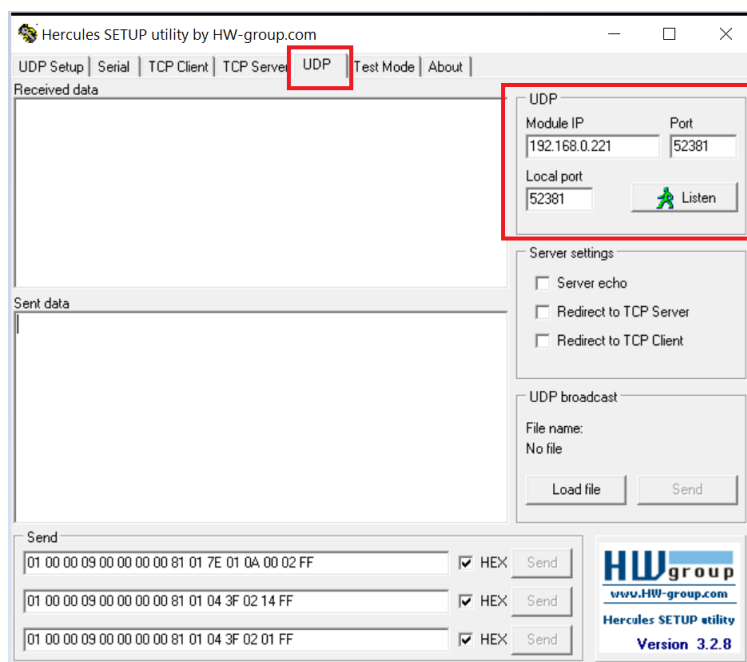 Hercules SETUP utility by HW-group.com
UDP Setup Serial TCP Client TCP Server UDP Test Mode About
Received data
UDP
Module IP Port
192.168.0.221 52381
Local port
52381 Listen
Server settings
Server echo
Redirect to TCP Server
Redirect to TCP Client
Sent data
UDP broadcast
File name:
No file
Load file Send
Send
01 00 00 09 00 00 00 00 81 01 7E 01 0A 00 02 FF HEX Send
01 00 00 09 00 00 00 00 81 01 04 3F 02 14 FF HEX Send
01 00 00 09 00 00 00 00 81 01 04 3F 02 01 FF HEX Send
HW group
www.HW-group.com
Hercules SETUP utility
Version 3.2.8